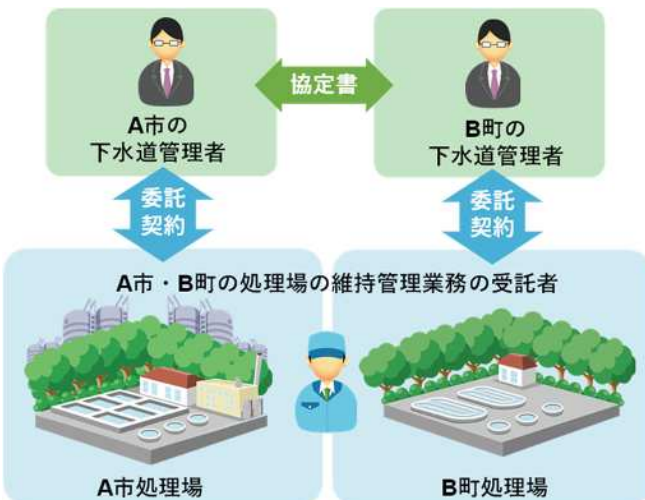 協定書
A市の
下水道管理者
B町の
下水道管理者
委託
契約
委託
契約
A市・B町の処理場の維持管理業務の受託者
A市処理場
B町処理場